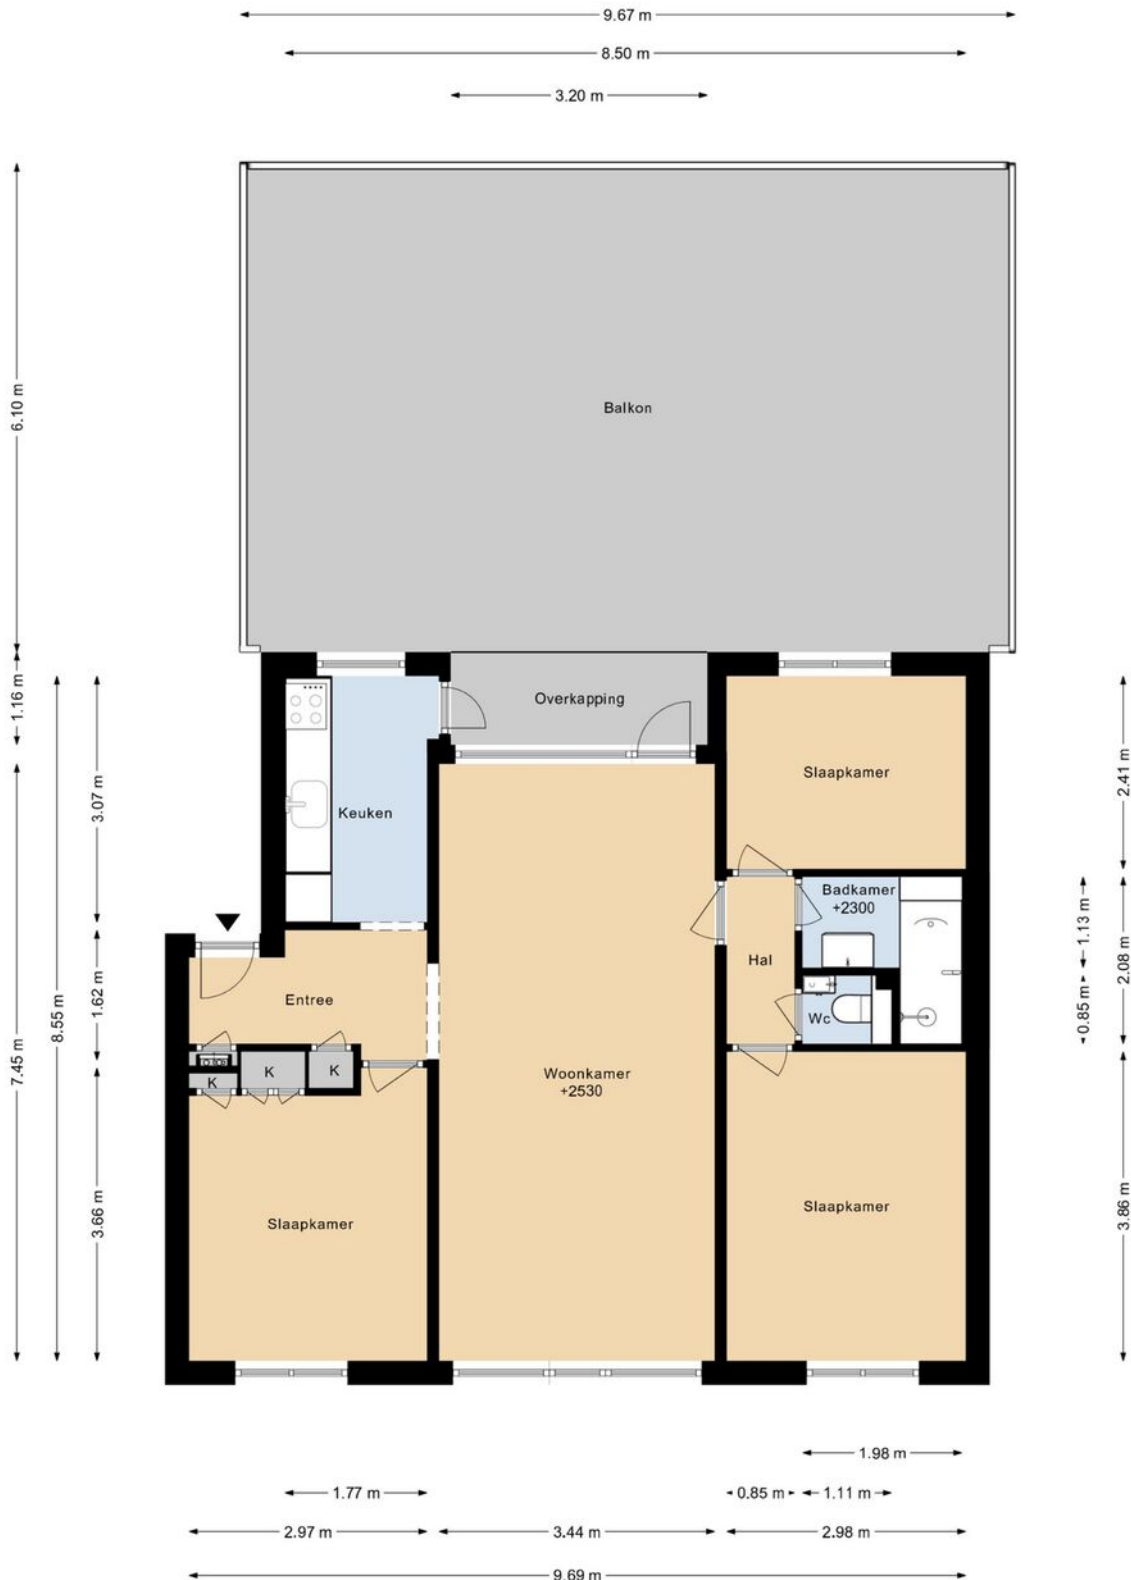 9.67 m
8.50 m
3.20 m
6.10 m
Balkon
1.16 m
Overkapping
Slaapkamer
2.41 m
3.07 m
Keuken
Badkamer
+2300
1.13 m
2.08 m
Hal
1.62 m
Entree
0.85 m
Wc
8.55 m
7.45 m
K
K
K
Woonkamer
+2530
3.66 m
Slaapkamer
Slaapkamer
3.86 m
1.98 m
1.77 m
0.85 m
1.11 m
2.97 m
3.44 m
2.98 m
9.69 m